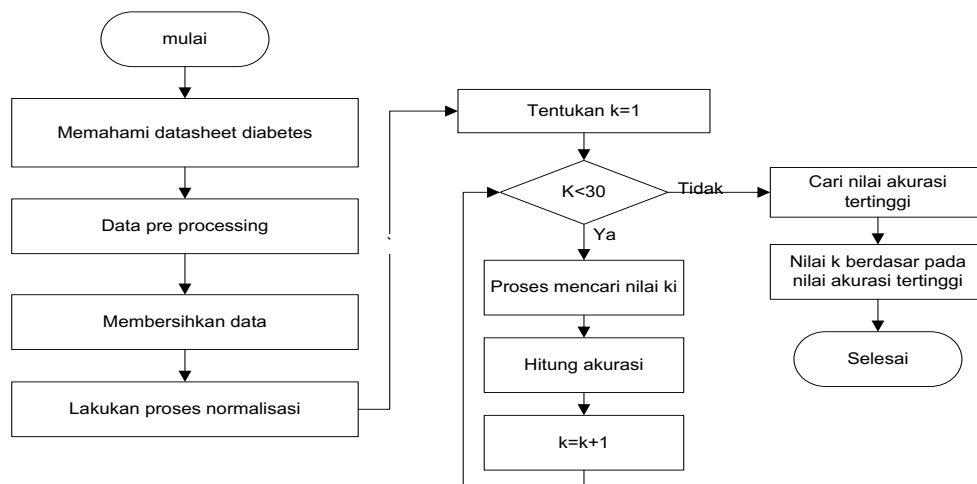 mulai
Memahami datasheet diabetes
Data pre processing
Membersihkan data
Lakukan proses normalisasi
Tentukan k=1
K<30
Tidak
Ya
Proses mencari nilai ki
Hitung akurasi
k=k+1
Cari nilai akurasi
tertinggi
Nilai k berdasar pada
nilai akurasi tertinggi
Selesai